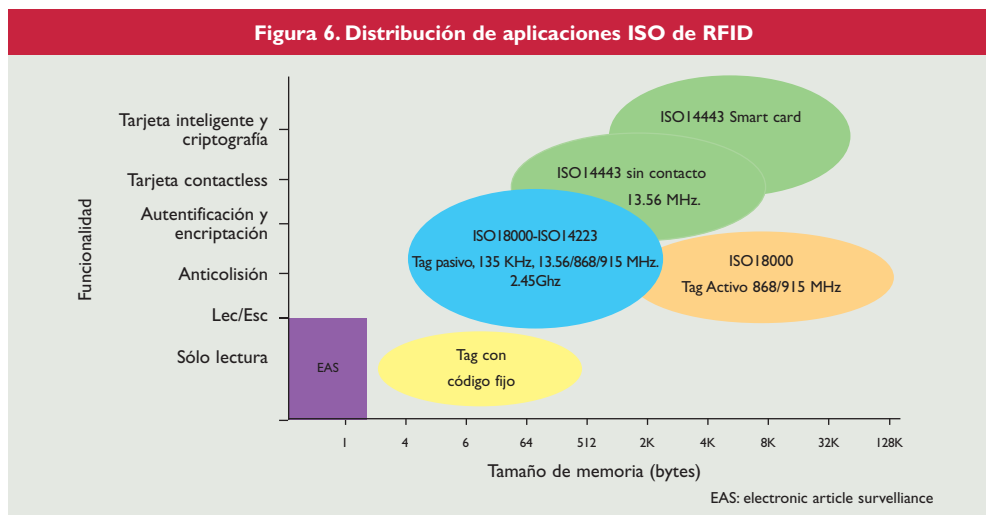 Figura 6. Distribución de aplicaciones ISO de RFID
Funcionalidad
Tarjeta inteligente y
criptografía
Tarjeta contactless
Autentificación y
encriptación
Anticolisión
Lec/Esc
Sólo lectura
ISO14443 Smart card
ISO14443 sin contacto
13.56 MHz.
ISO18000-ISO14223
Tag pasivo, 135 KHz, 13.56/868/915 MHz.
2.45Ghz
ISO18000
Tag Activo 868/915 MHz
EAS
Tag con
código fijo
1 4 6 64 512 2K 4K 8K 32K 128K
Tamaño de memoria (bytes)
EAS: electronic article survelliance